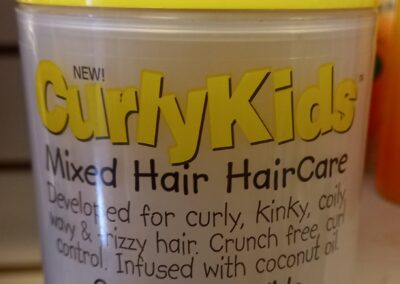 NEW!
CurlyKids™
Mixed Hair HairCare
Developed for curly, kinky, coily,
wavy & frizzy hair. Crunch free, curl
control. Infused with coconut oil.